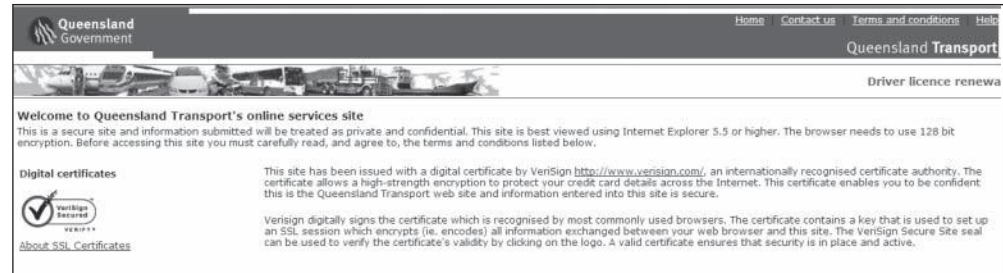 Queensland
Government
Home Contact us Terms and conditions Help
Queensland Transport
Driver licence renewa
Welcome to Queensland Transport's online services site
This is a secure site and information submitted will be treated as private and confidential. This site is best viewed using Internet Explorer 5.5 or higher. The browser needs to use 128 bit
encryption. Before accessing this site you must carefully read, and agree to, the terms and conditions listed below.
Digital certificates
VeriSign
Secured
VERIFY
About SSL Certificates
This site has been issued with a digital certificate by VeriSign http://www.verisign.com/, an internationally recognised certificate authority. The
certificate allows a high-strength encryption to protect your credit card details across the Internet. This certificate enables you to be confident
this is the Queensland Transport web site and information entered into this site is secure.
Verisign digitally signs the certificate which is recognised by most commonly used browsers. The certificate contains a key that is used to set up
an SSL session which encrypts (ie. encodes) all information exchanged between your web browser and this site. The VeriSign Secure Site seal
can be used to verify the certificate's validity by clicking on the logo. A valid certificate ensures that security is in place and active.